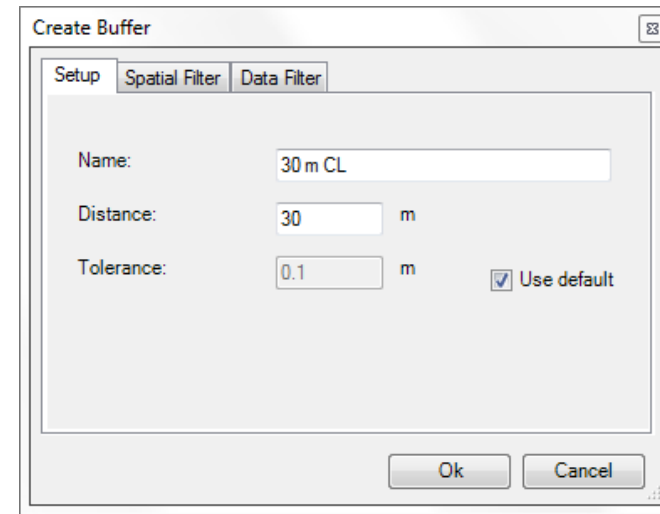 Create Buffer
Setup Spatial Filter Data Filter
Name: 30 m CL
Distance: 30 m
Tolerance: 0.1 m Use default
Ok Cancel